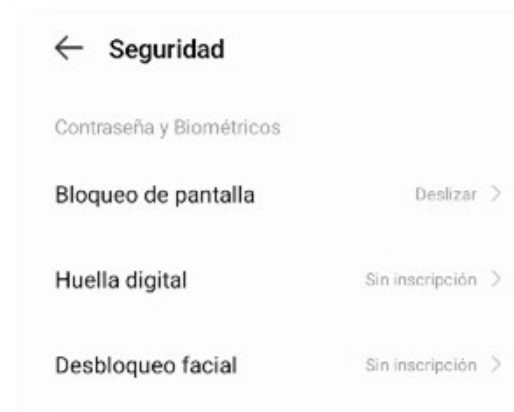 Seguridad
Contraseña y Biométricos
Bloqueo de pantalla Deslizar
Huella digital Sin inscripción
Desbloqueo facial Sin inscripción